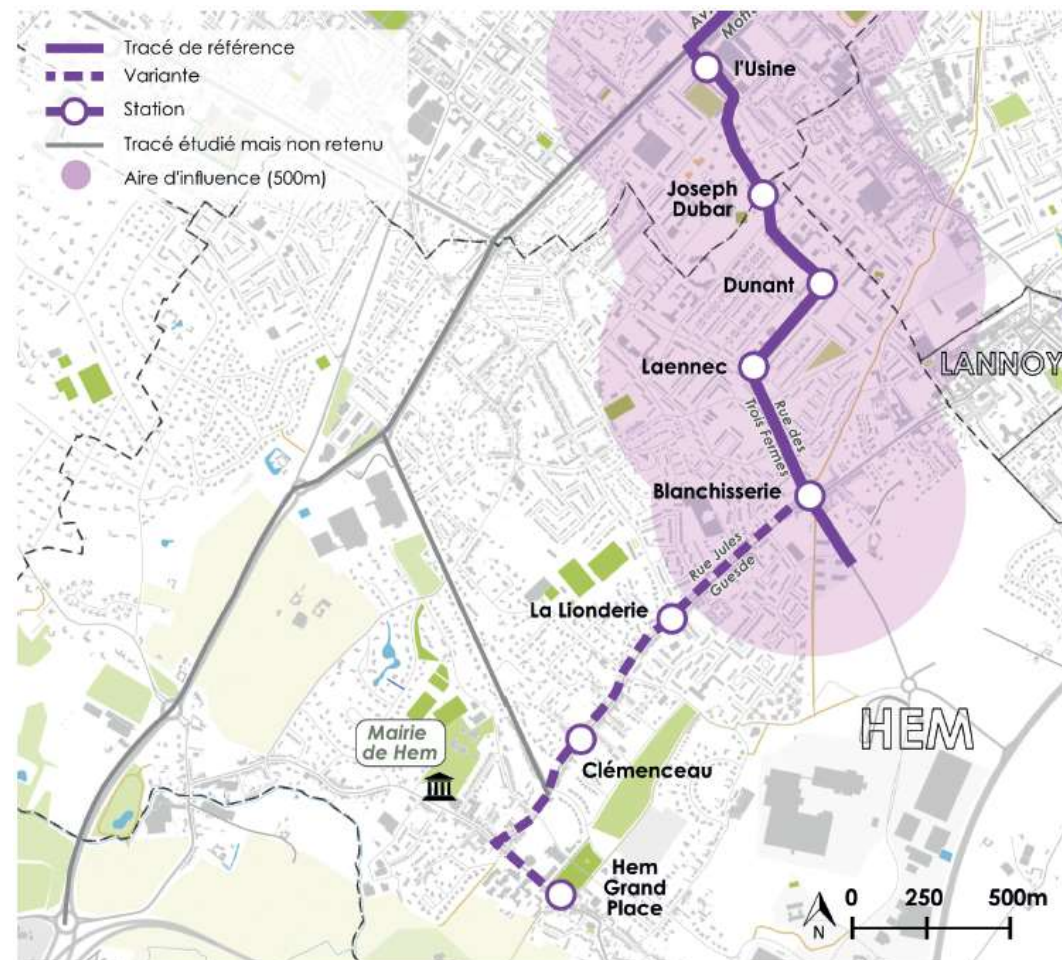 Tracé de référence
Variante
Station
Tracé étudié mais non retenu
Aire d'influence (500m)
l'Usine
Joseph
Dubar
Dunant
LANNOY
Laennec
Rue des
Trois Fermes
Blanchisserie
Rue Jules
Guesde
La Lionderie
HEM
Mairie
de Hem
Clémenceau
Hem
Grand
Place
N
0 250 500m